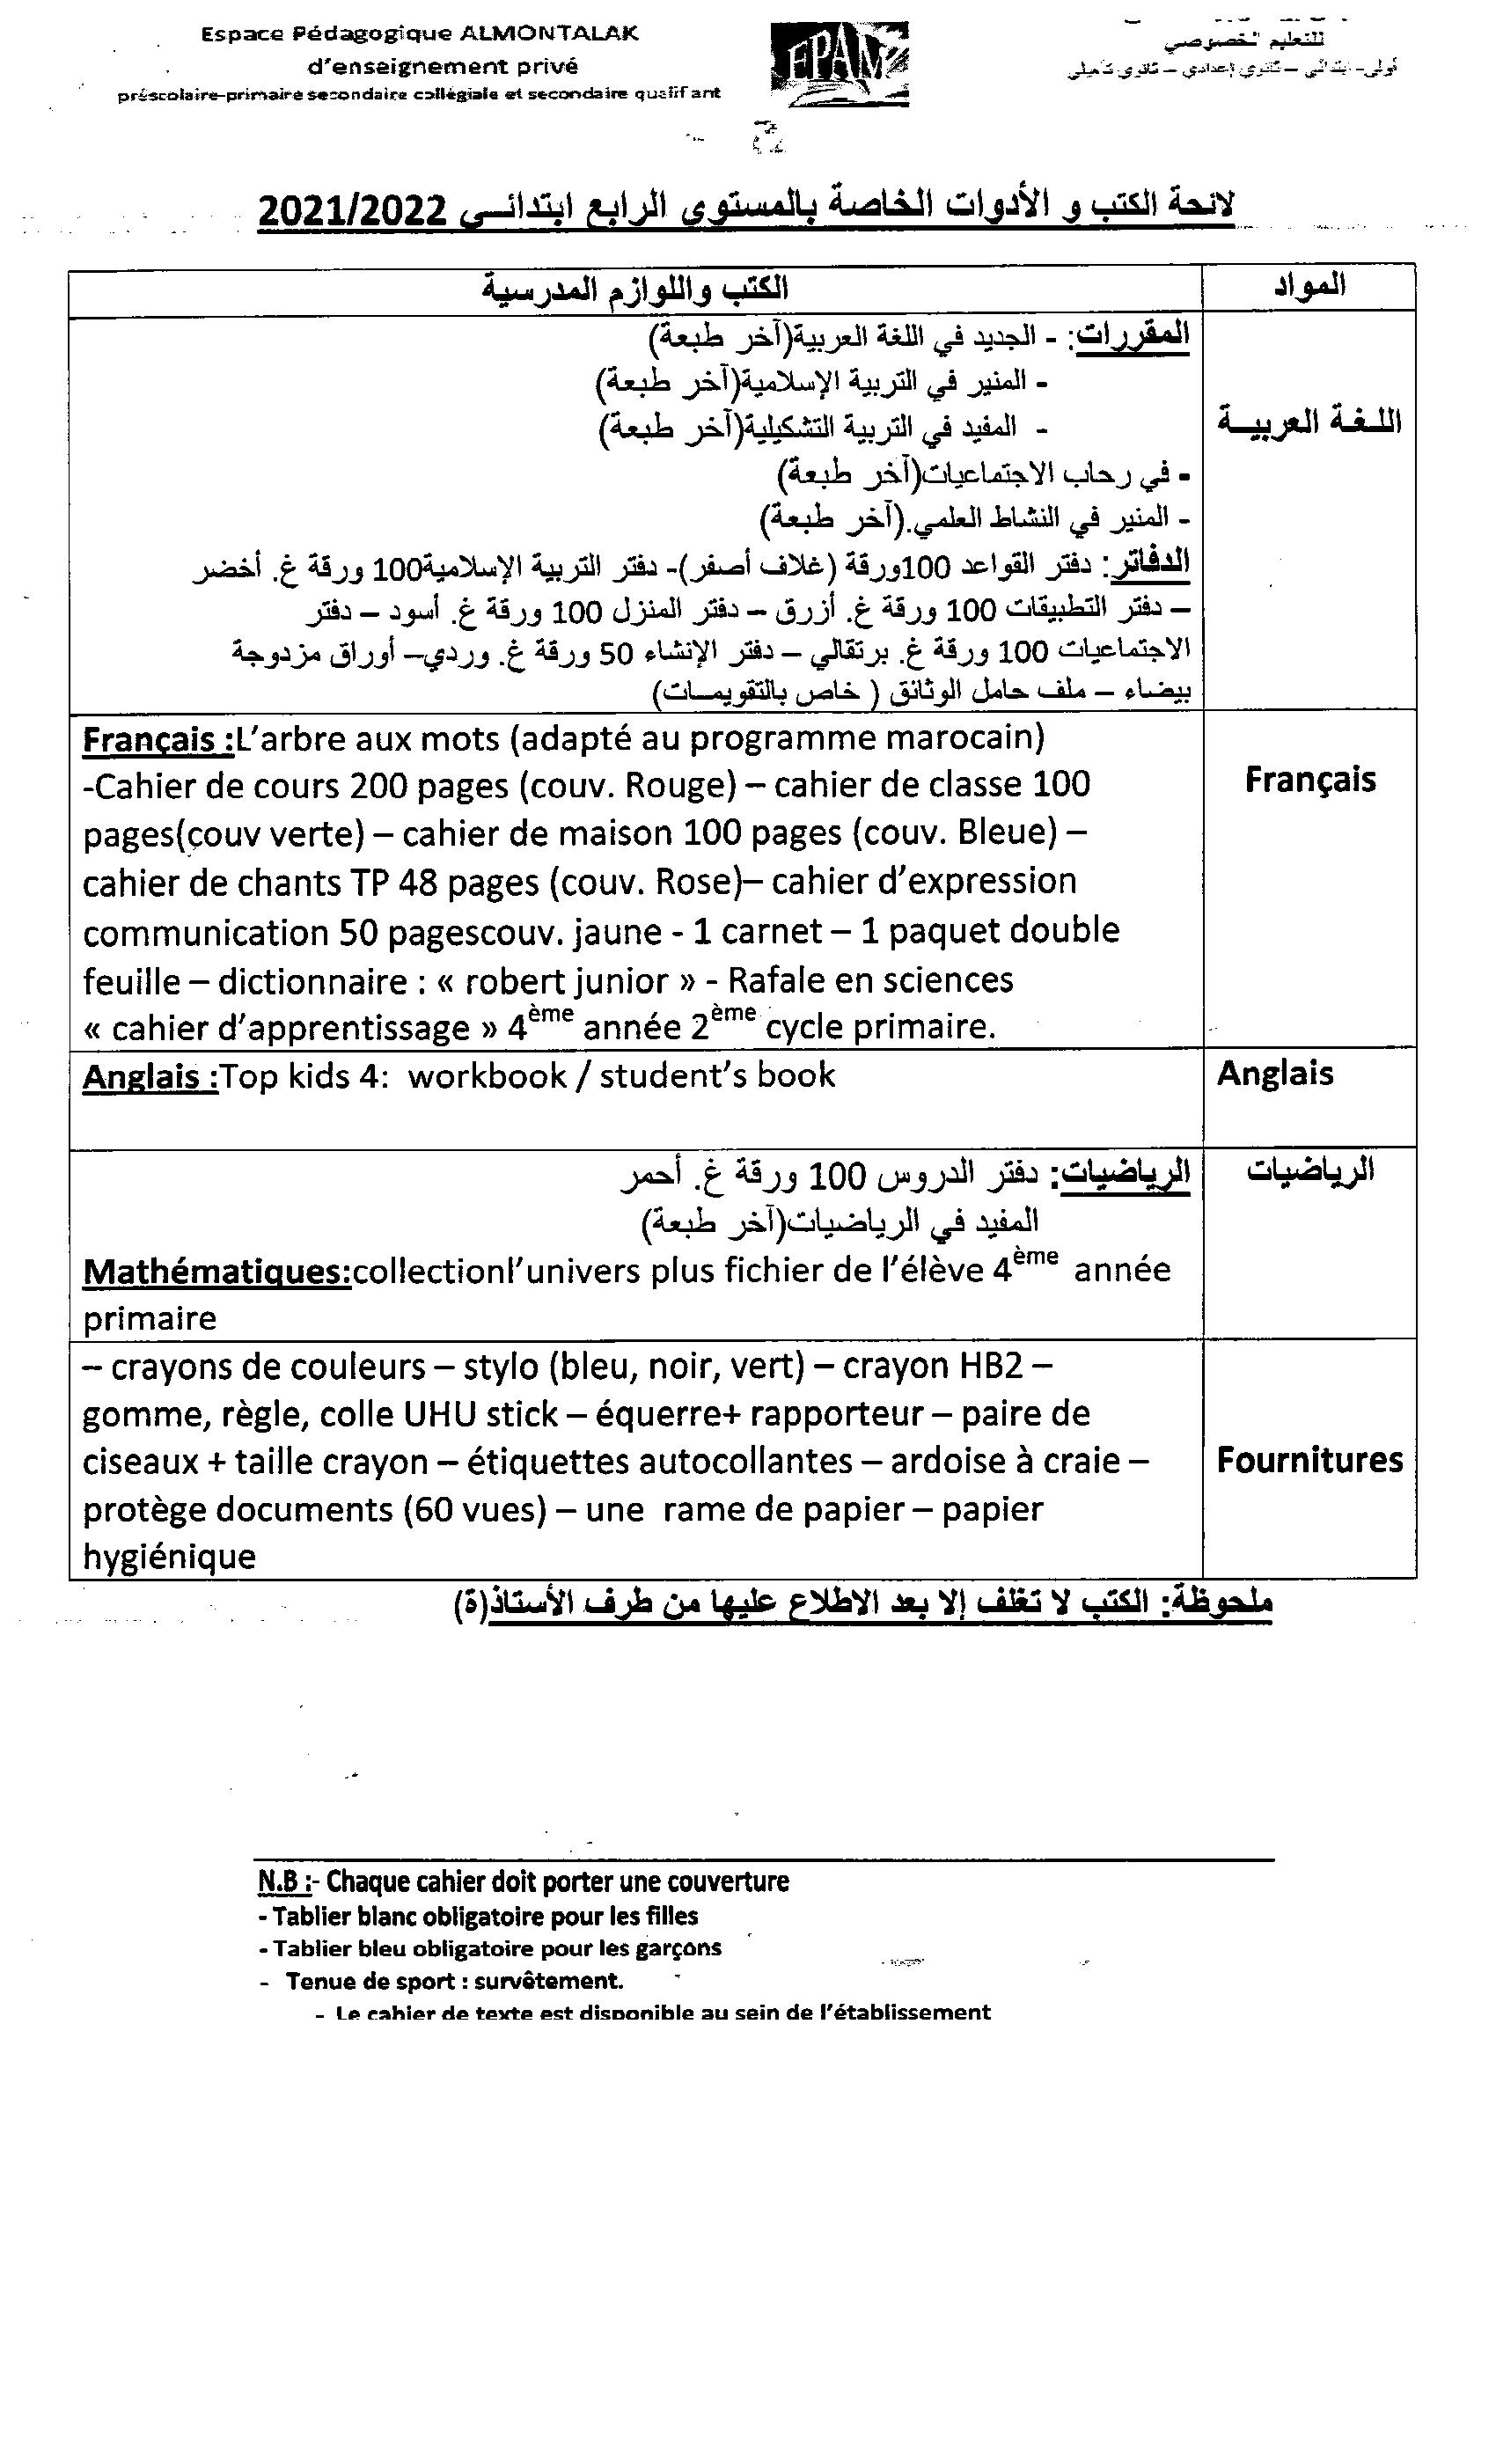 Espace Pédagogique ALMONTALAK
d'enseignement privé
préscolaire-primaire secondaire collégiale et secondaire qualifiant
EPAM
للتعليم الخصوصي
أولي- ابتدائي – ثانوي إعدادي – ثانوي تأهيلي
لائحة الكتب و الأدوات الخاصة بالمستوى الرابع ابتدائـــي 2021/2022
المواد
الكتب واللوازم المدرسية
اللـغة العربيــة
المقررات: - الجديد في اللغة العربية(آخر طبعة)
- المنير في التربية الإسلامية(آخر طبعة)
- المفيد في التربية التشكيلية(آخر طبعة)
- في رحاب الاجتماعيات(آخر طبعة)
- المنير في النشاط العلمي.(آخر طبعة)
الدفاتر: دفتر القواعد 100ورقة (غلاف أصفر)- دفتر التربية الإسلامية100 ورقة غ. أخضر
– دفتر التطبيقات 100 ورقة غ. أزرق – دفتر المنزل 100 ورقة غ. أسود – دفتر
الاجتماعيات 100 ورقة غ. برتقالي – دفتر الإنشاء 50 ورقة غ. وردي– أوراق مزدوجة
بيضاء – ملف حامل الوثائق ( خاص بالتقويمـات)
Français :L'arbre aux mots (adapté au programme marocain)
-Cahier de cours 200 pages (couv. Rouge) – cahier de classe 100
pages(couv verte) – cahier de maison 100 pages (couv. Bleue) –
cahier de chants TP 48 pages (couv. Rose)– cahier d'expression
communication 50 pagescouv. jaune - 1 carnet – 1 paquet double
feuille – dictionnaire : « robert junior » - Rafale en sciences
« cahier d'apprentissage » 4ème année 2ème cycle primaire.
Français
Anglais :Top kids 4:  workbook / student's book
Anglais
الرياضيات
الرياضيات: دفتر الدروس 100 ورقة غ. أحمر
المفيد في الرياضيات(آخر طبعة)
Mathématiques:collectionl'univers plus fichier de l'élève 4ème année
primaire
– crayons de couleurs – stylo (bleu, noir, vert) – crayon HB2 –
gomme, règle, colle UHU stick – équerre+ rapporteur – paire de
ciseaux + taille crayon – étiquettes autocollantes – ardoise à craie –
protège documents (60 vues) – une  rame de papier – papier
hygiénique
Fournitures
ملحوظة: الكتب لا تغلف إلا بعد الاطلاع عليها من طرف الأستاذ(ة)
N.B :- Chaque cahier doit porter une couverture
- Tablier blanc obligatoire pour les filles
- Tablier bleu obligatoire pour les garçons
- Tenue de sport : survêtement.
- Le cahier de texte est disponible au sein de l'établissement